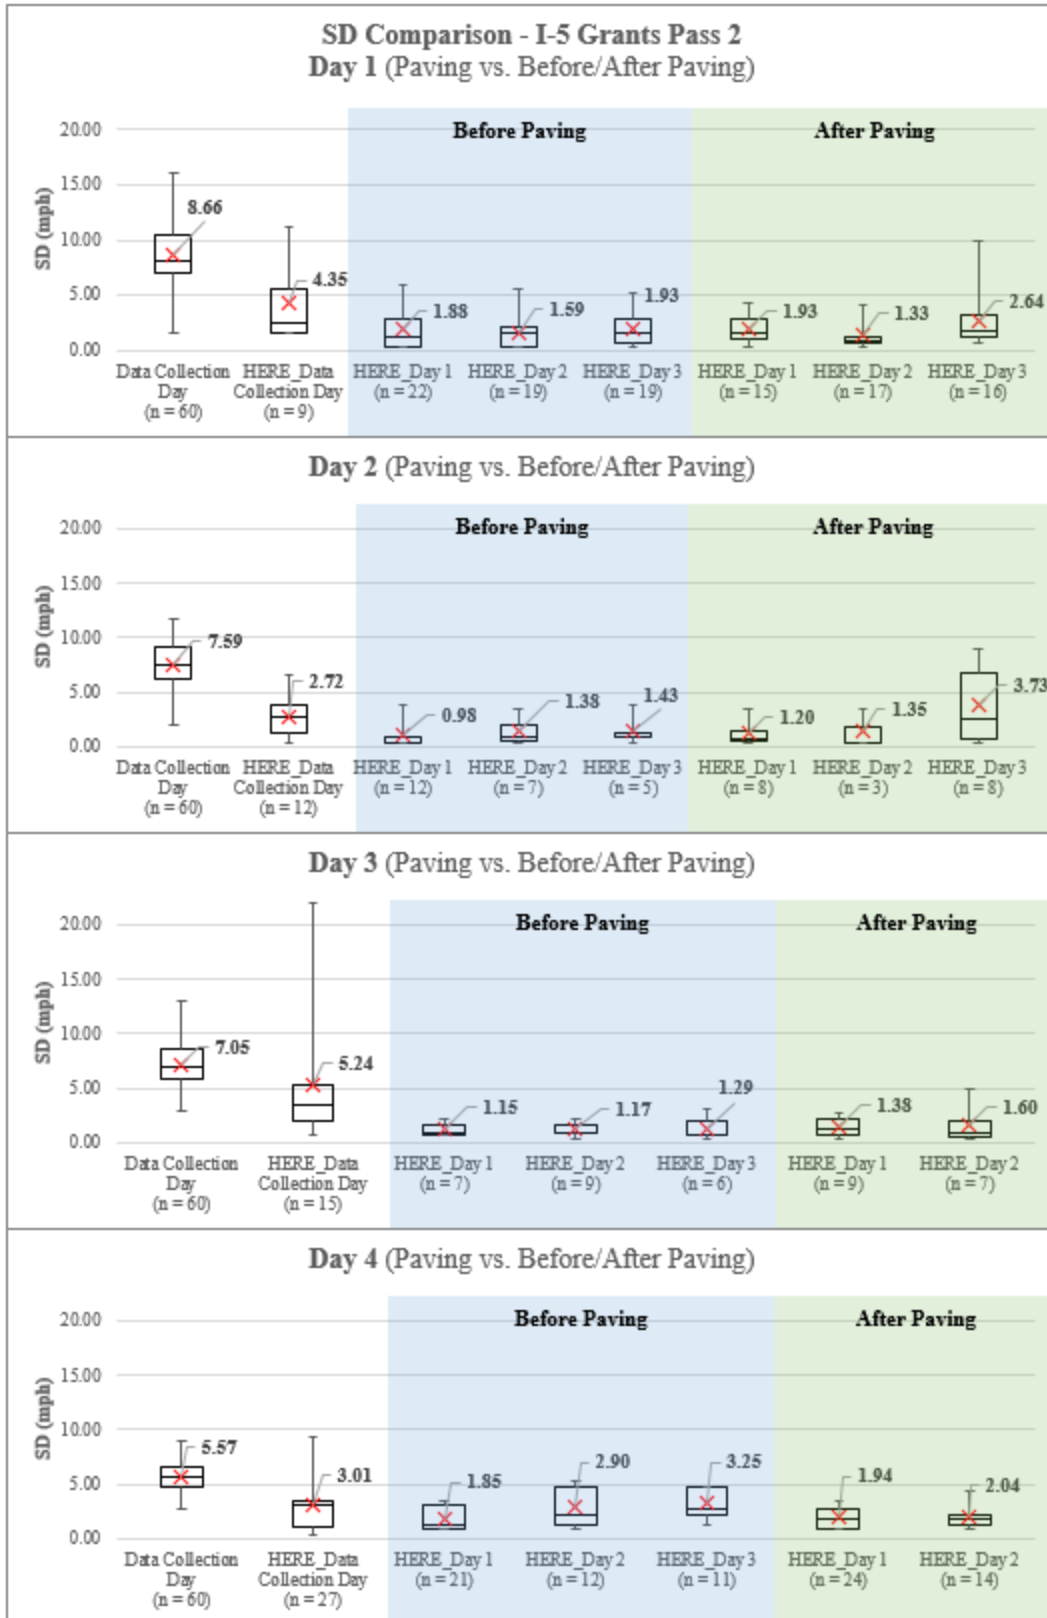 SD Comparison - I-5 Grants Pass 2
Day 1 (Paving vs. Before/After Paving)
Before Paving
After Paving
SD (mph)
20.00
15.00
10.00
5.00
0.00
8.66
4.35
1.88
1.59
1.93
1.93
1.33
2.64
Data Collection Day (n = 60)
HERE_Data Collection Day (n = 9)
HERE_Day 1 (n = 22)
HERE_Day 2 (n = 19)
HERE_Day 3 (n = 19)
HERE_Day 1 (n = 15)
HERE_Day 2 (n = 17)
HERE_Day 3 (n = 16)
Day 2 (Paving vs. Before/After Paving)
Before Paving
After Paving
SD (mph)
20.00
15.00
10.00
5.00
0.00
7.59
2.72
0.98
1.38
1.43
1.20
1.35
3.73
Data Collection Day (n = 60)
HERE_Data Collection Day (n = 12)
HERE_Day 1 (n = 12)
HERE_Day 2 (n = 7)
HERE_Day 3 (n = 5)
HERE_Day 1 (n = 8)
HERE_Day 2 (n = 3)
HERE_Day 3 (n = 8)
Day 3 (Paving vs. Before/After Paving)
Before Paving
After Paving
SD (mph)
20.00
15.00
10.00
5.00
0.00
7.05
5.24
1.15
1.17
1.29
1.38
1.60
Data Collection Day (n = 60)
HERE_Data Collection Day (n = 15)
HERE_Day 1 (n = 7)
HERE_Day 2 (n = 9)
HERE_Day 3 (n = 6)
HERE_Day 1 (n = 9)
HERE_Day 2 (n = 7)
Day 4 (Paving vs. Before/After Paving)
Before Paving
After Paving
SD (mph)
20.00
15.00
10.00
5.00
0.00
5.57
3.01
1.85
2.90
3.25
1.94
2.04
Data Collection Day (n = 60)
HERE_Data Collection Day (n = 27)
HERE_Day 1 (n = 21)
HERE_Day 2 (n = 12)
HERE_Day 3 (n = 11)
HERE_Day 1 (n = 24)
HERE_Day 2 (n = 14)